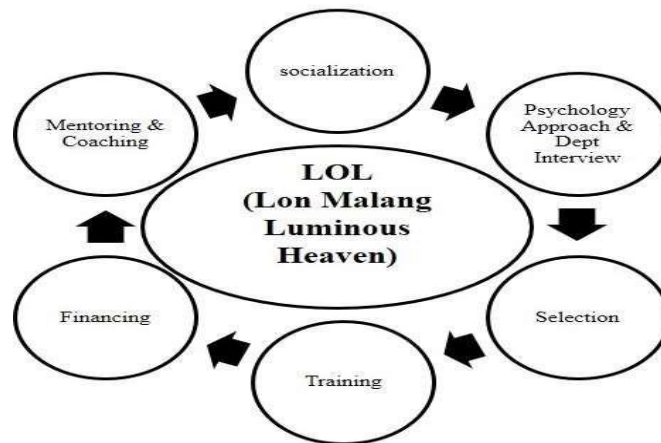 socialization
Psychology
Approach &
Dept
Interview
Mentoring &
Coaching
LOL
(Lon Malang
Luminous
Heaven)
Selection
Financing
Training